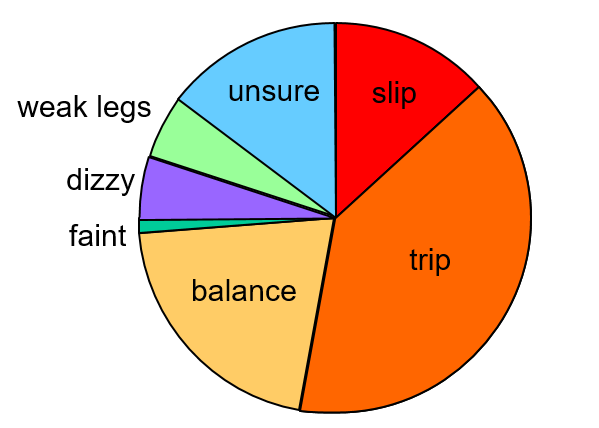 unsure
slip
weak legs
dizzy
faint
trip
balance